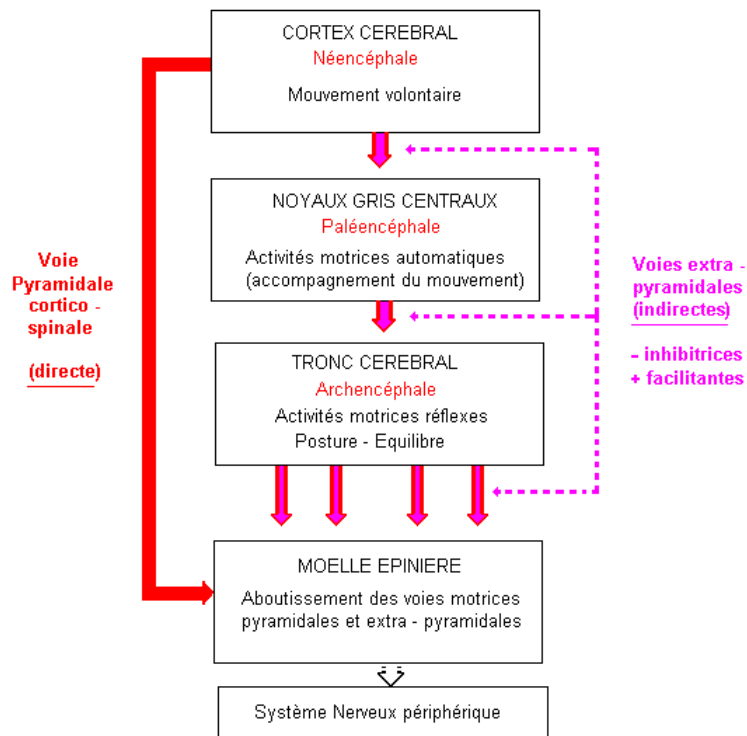 CORTEX CEREBRAL
Néencéphale
Mouvement volontaire
NOYAUX GRIS CENTRAUX
Paléencéphale
Activités motrices automatiques
(accompagnement du mouvement)
Voie
Pyramidale
cortico -
spinale
(directe)
Voies extra -
pyramidales
(indirectes)
- inhibitrices
+ facilitantes
TRONC CEREBRAL
Archencéphale
Activités motrices réflexes
Posture - Equilibre
MOELLE EPINIERE
Aboutissement des voies motrices
pyramidales et extra - pyramidales
Système Nerveux périphérique